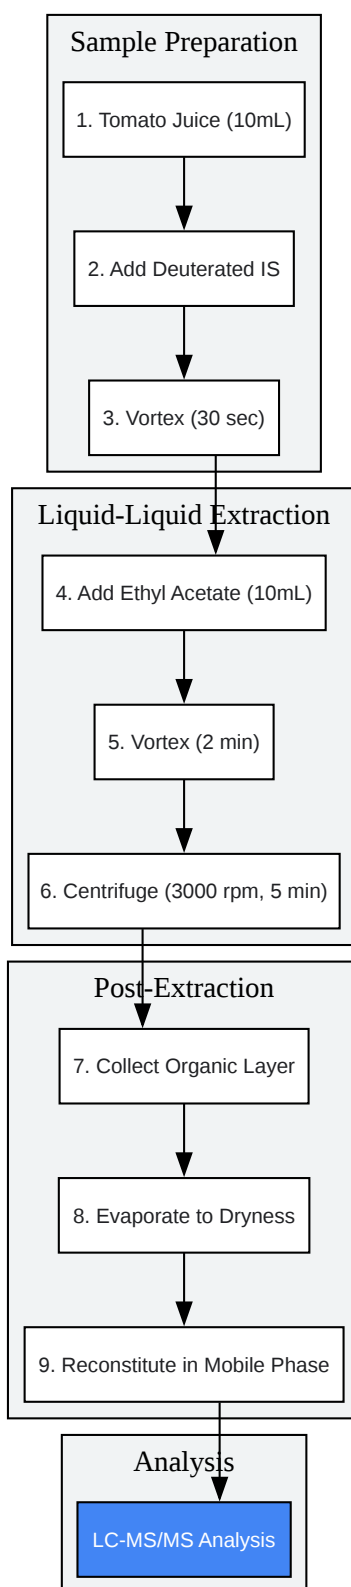 Sample Preparation
1. Tomato Juice (10mL)
2. Add Deuterated IS
3. Vortex (30 sec)
Liquid-Liquid Extraction
4. Add Ethyl Acetate (10mL)
5. Vortex (2 min)
6. Centrifuge (3000 rpm, 5 min)
Post-Extraction
7. Collect Organic Layer
8. Evaporate to Dryness
9. Reconstitute in Mobile Phase
Analysis
LC-MS/MS Analysis